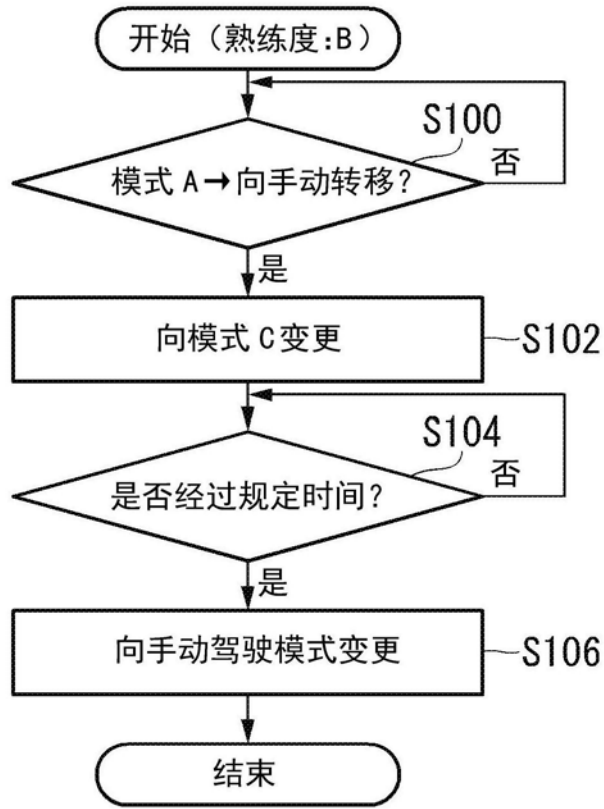 开始（熟练度:B）
S100
模式 A→向手动转移?
否
是
向模式 C变更
S102
S104
是否经过规定时间?
否
是
向手动驾驶模式变更
S106
结束